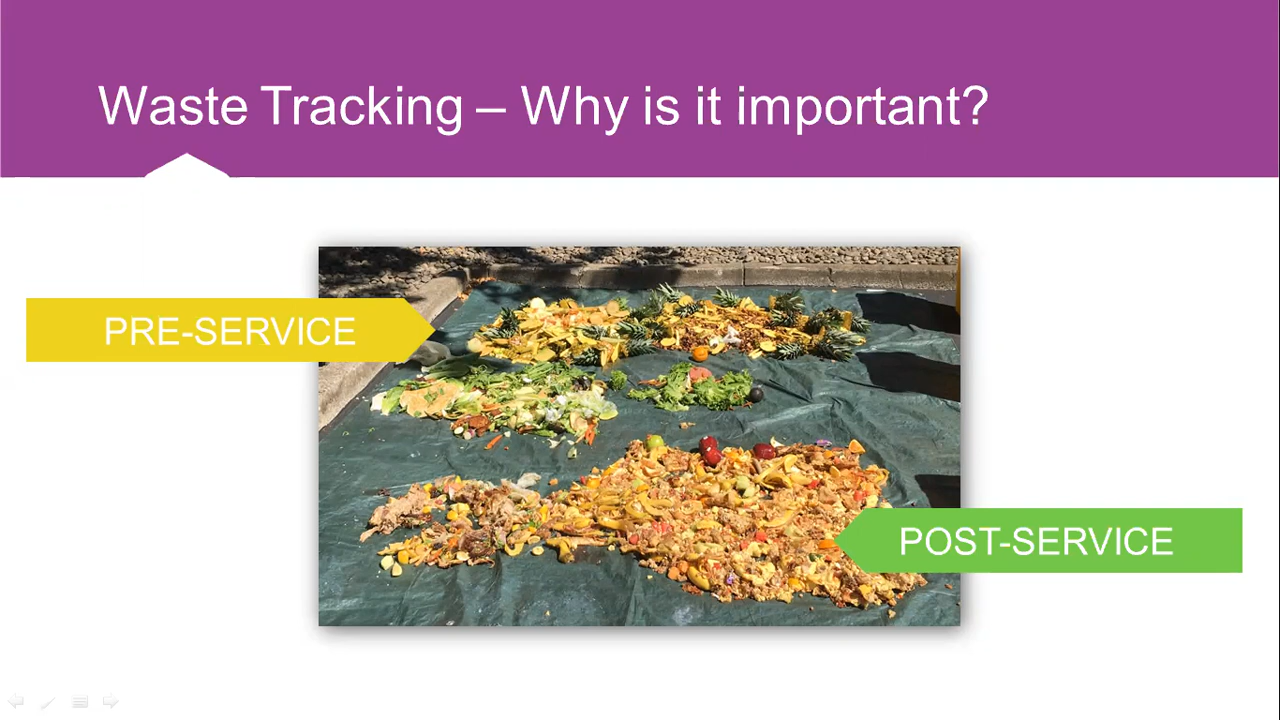 Waste Tracking – Why is it important?
PRE-SERVICE
POST-SERVICE